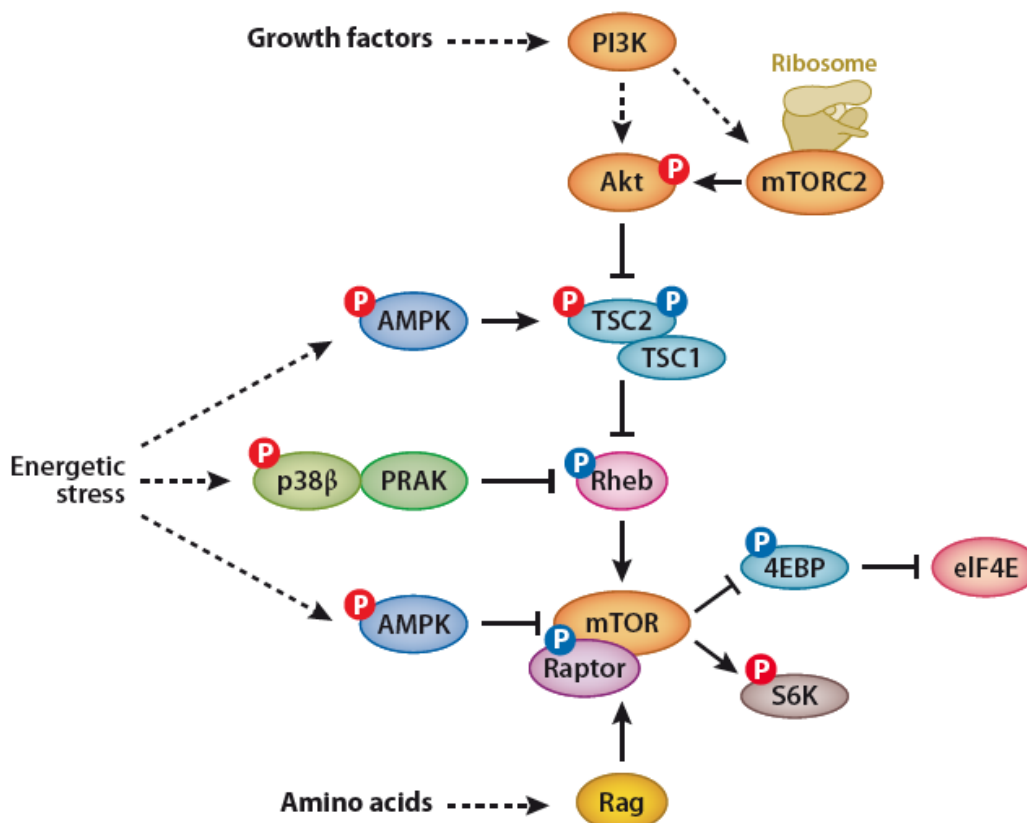 Growth factors
PI3K
Ribosome
Akt
P
mTORC2
P
AMPK
P
TSC2
P
TSC1
Energetic
stress
P
p38β
PRAK
P
Rheb
P
4EBP
eIF4E
P
AMPK
mTOR
P
Raptor
P
S6K
Amino acids
Rag